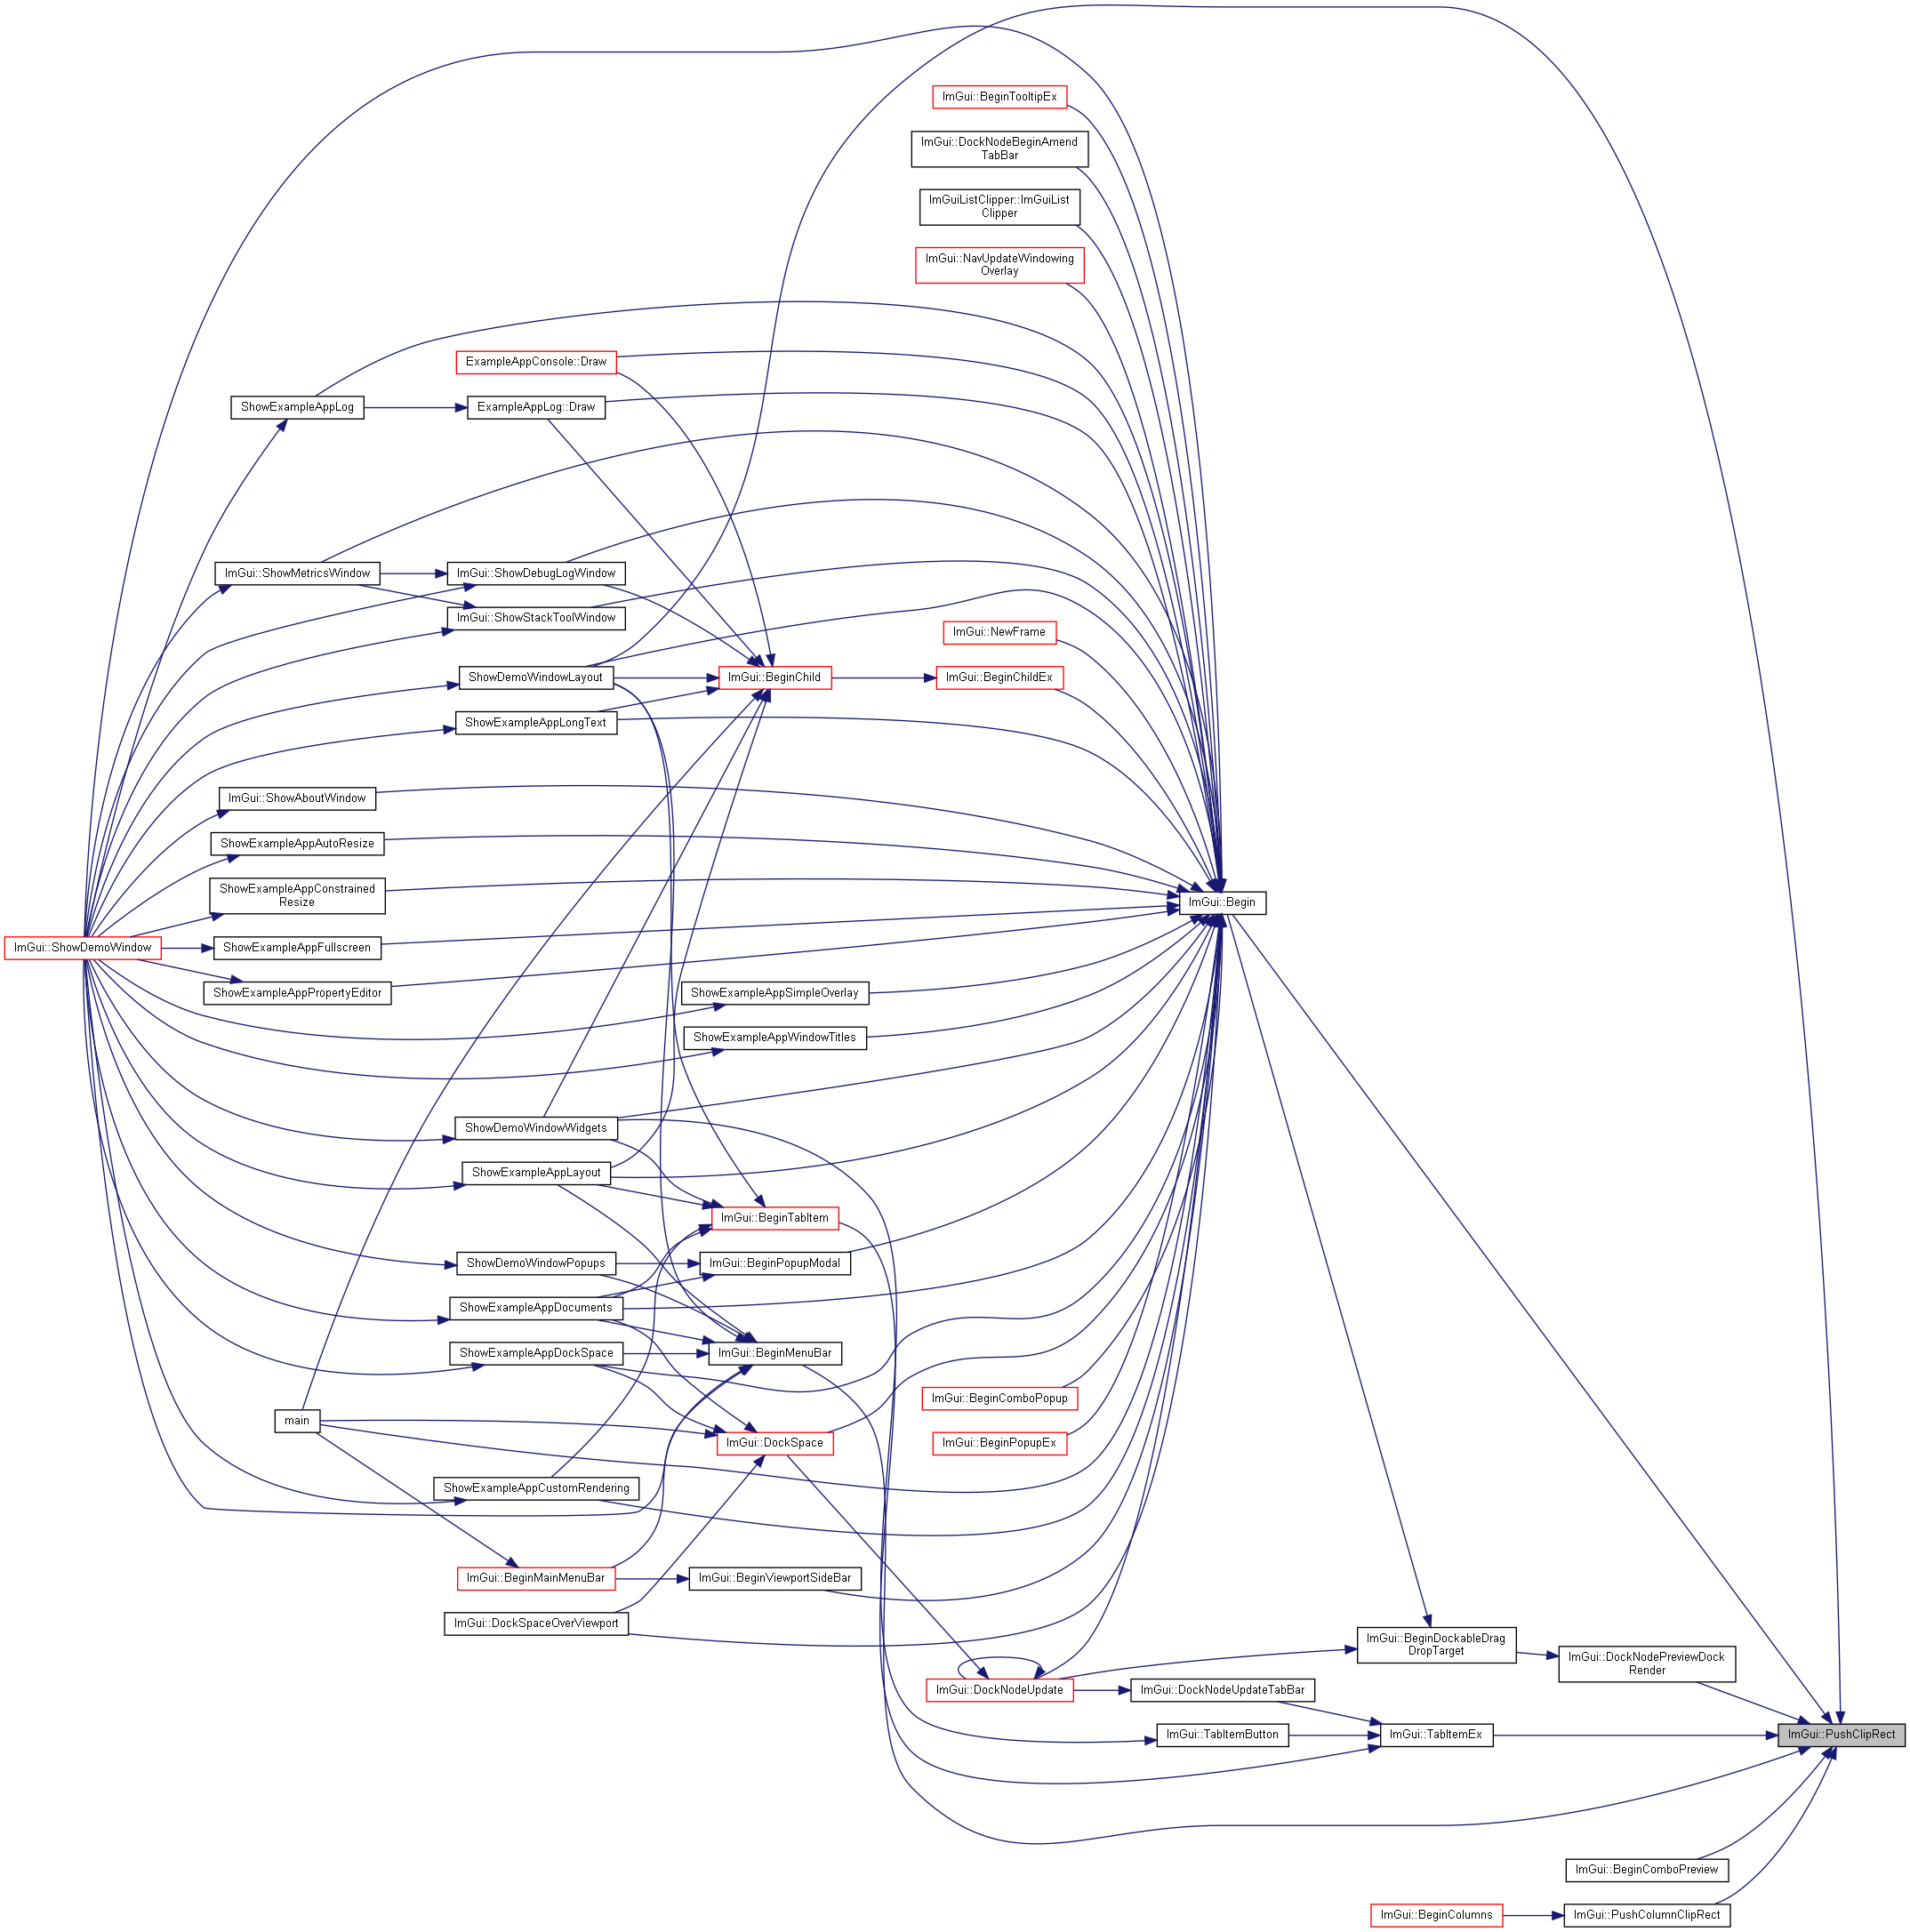 ImGui::BeginTooltipEx
ImGui::DockNodeBeginAmend
TabBar
ImGuiListClipper::ImGuiList
Clipper
ImGui::NavUpdateWindowing
Overlay
ExampleAppConsole::Draw
ShowExampleAppLog
ExampleAppLog::Draw
ImGui::ShowMetricsWindow
ImGui::ShowDebugLogWindow
ImGui::ShowStackToolWindow
ImGui::NewFrame
ShowDemoWindowLayout
ImGui::BeginChild
ImGui::BeginChildEx
ShowExampleAppLongText
ImGui::ShowAboutWindow
ShowExampleAppAutoResize
ShowExampleAppConstrained
Resize
ImGui::Begin
ImGui::ShowDemoWindow
ShowExampleAppFullscreen
ShowExampleAppPropertyEditor
ShowExampleAppSimpleOverlay
ShowExampleAppWindowTitles
ShowDemoWindowWidgets
ShowExampleAppLayout
ImGui::BeginTabItem
ShowDemoWindowPopups
ImGui::BeginPopupModal
ShowExampleAppDocuments
ShowExampleAppDockSpace
ImGui::BeginMenuBar
ImGui::BeginComboPopup
main
ImGui::DockSpace
ImGui::BeginPopupEx
ShowExampleAppCustomRendering
ImGui::BeginMainMenuBar
ImGui::BeginViewportSideBar
ImGui::DockSpaceOverViewport
ImGui::BeginDockableDrag
DropTarget
ImGui::DockNodePreviewDock
Render
ImGui::DockNodeUpdate
ImGui::DockNodeUpdateTabBar
ImGui::TabItemButton
ImGui::TabItemEx
ImGui::PushClipRect
ImGui::BeginComboPreview
ImGui::BeginColumns
ImGui::PushColumnClipRect